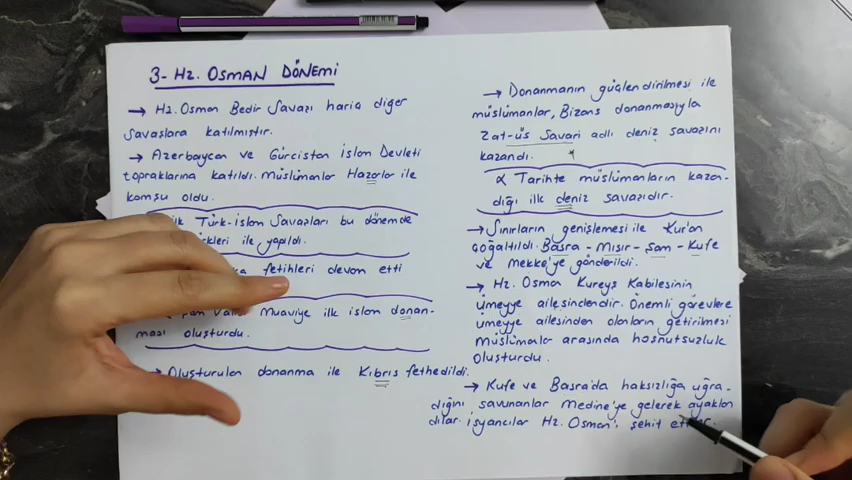 3- Hz. OSMAN DÖNEMİ
→ Hz. Osman Bedir Savaşı hariç diğer
savaşlara katılmıştır.
→ Azerbaycan ve Gürcistan İslam Devleti
topraklarına katıldı. Müslümanlar Hazarlar ile
komşu oldu.
Türk-İslam Savaşları bu dönemde
ile yapıldı.
fetihleri devam etti
Muaviye ilk islam donan-
ması oluşturdu.
→ Oluşturulan donanma ile Kıbrıs fethedildi.
→ Donanmanın güçlendirilmesi ile
müslümanlar, Bizans donanmasıyla
Zat-üs Savari adlı deniz savaşını
kazandı.
Tarihte müslümanların kazan-
dığı ilk deniz savaşıdır.
→ Sınırların genişlemesi ile Kur'an
çoğaltıldı. Basra - Mısır - Şam - Kufe
ve Mekke'ye gönderildi.
→ Hz. Osman Kureyş Kabilesinin
Ümeyye ailesindendir. Önemli görevlere
ümeyye ailesinden olanların getirilmesi
Müslümanlar arasında hoşnutsuzluk
oluşturdu.
→ Kufe ve Basra'da haksızlığa uğra-
dığını savunanlar Medine'ye gelerek ayaklan
dılar. İsyancılar Hz. Osman'ı şehit